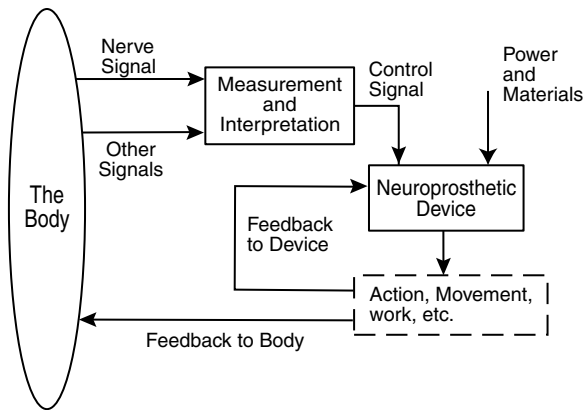 Nerve
Signal
Measurement
and
Interpretation
Control
Signal
Power
and
Materials
Other
Signals
The
Body
Neuroprosthetic
Device
Feedback
to Device
Action, Movement,
work, etc.
Feedback to Body